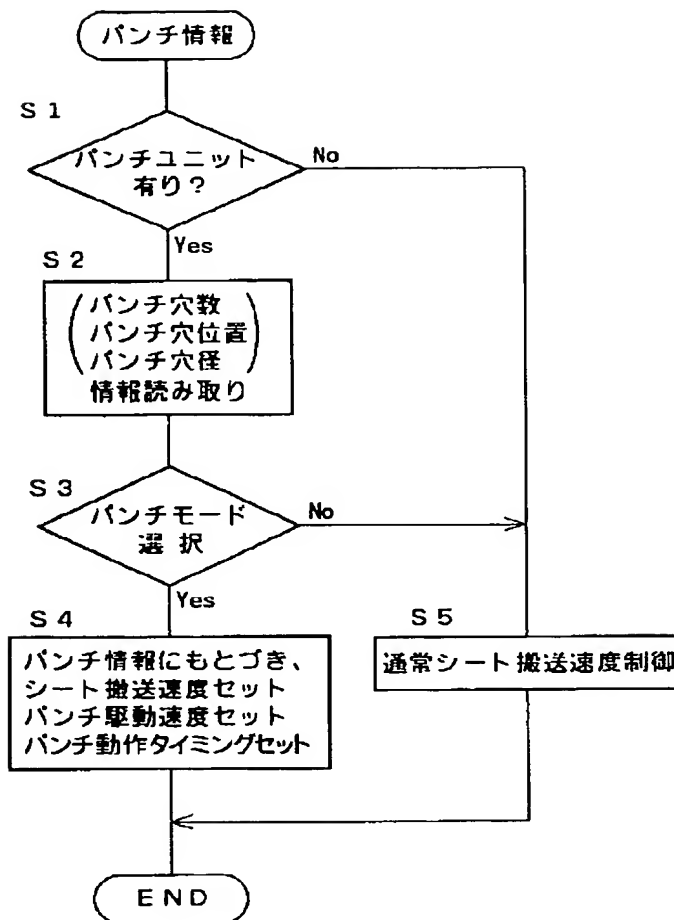 パンチ情報
S1
パンチユニット
有り?
No
Yes
S2
パンチ穴数
パンチ穴位置
パンチ穴径
情報読み取り
S3
パンチモード
選択
No
Yes
S4
パンチ情報にもとづき、
シート搬送速度セット
パンチ駆動速度セット
パンチ動作タイミングセット
S5
通常シート搬送速度制御
END